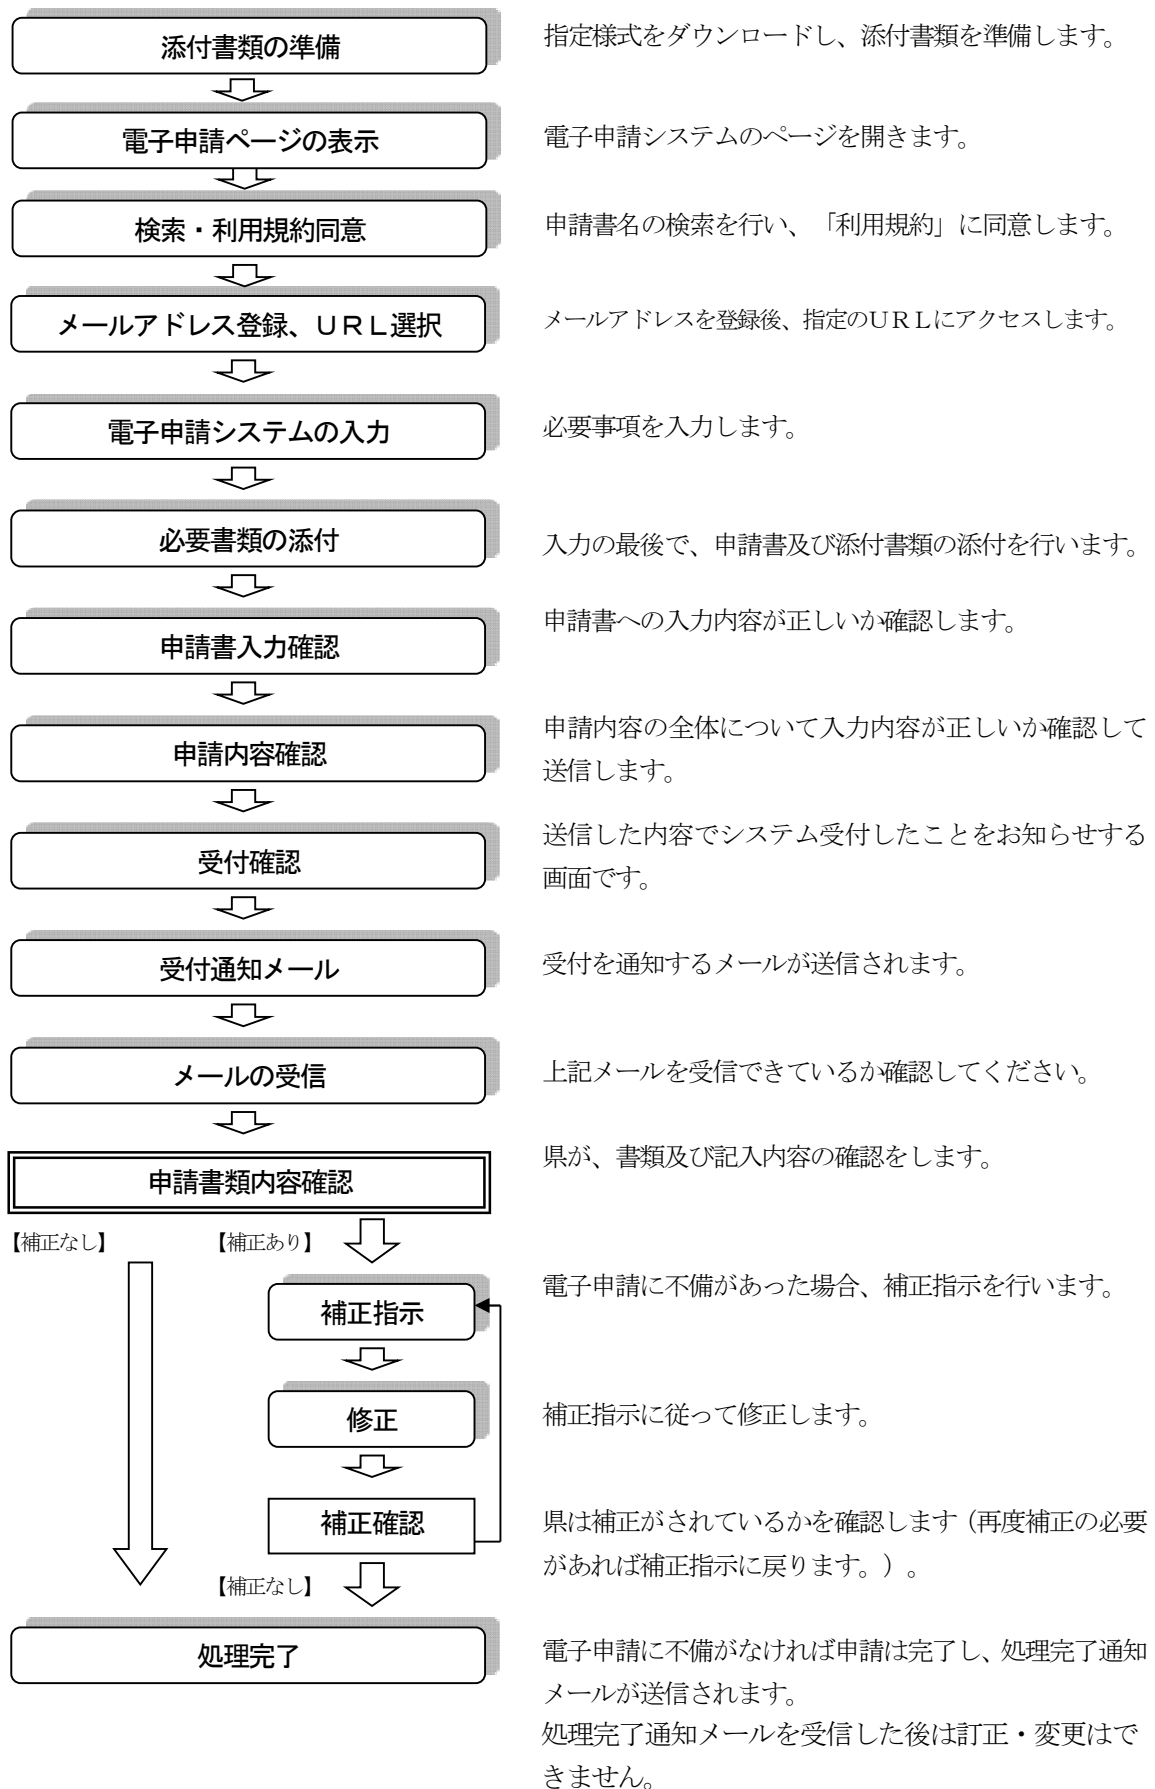 添付書類の準備
指定様式をダウンロードし、添付書類を準備します。
電子申請ページの表示
電子申請システムのページを開きます。
検索・利用規約同意
申請書名の検索を行い、「利用規約」に同意します。
メールアドレス登録、ＵＲＬ選択
メールアドレスを登録後、指定のＵＲＬにアクセスします。
電子申請システムの入力
必要事項を入力します。
必要書類の添付
入力の最後で、申請書及び添付書類の添付を行います。
申請書入力確認
申請書への入力内容が正しいか確認します。
申請内容確認
申請内容の全体について入力内容が正しいか確認して
送信します。
受付確認
送信した内容でシステム受付したことをお知らせする
画面です。
受付通知メール
受付を通知するメールが送信されます。
メールの受信
上記メールを受信できているか確認してください。
申請書類内容確認
県が、書類及び記入内容の確認をします。
【補正なし】
【補正あり】
補正指示
電子申請に不備があった場合、補正指示を行います。
修正
補正指示に従って修正します。
補正確認
県は補正がされているかを確認します（再度補正の必要
があれば補正指示に戻ります。）。
【補正なし】
処理完了
電子申請に不備がなければ申請は完了し、処理完了通知
メールが送信されます。
処理完了通知メールを受信した後は訂正・変更はで
きません。